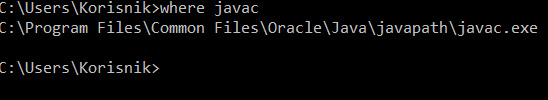 C:\Users\Korisnik>where javac
C:\Program Files\Common Files\Oracle\Java\javapath\javac.exe
C:\Users\Korisnik>